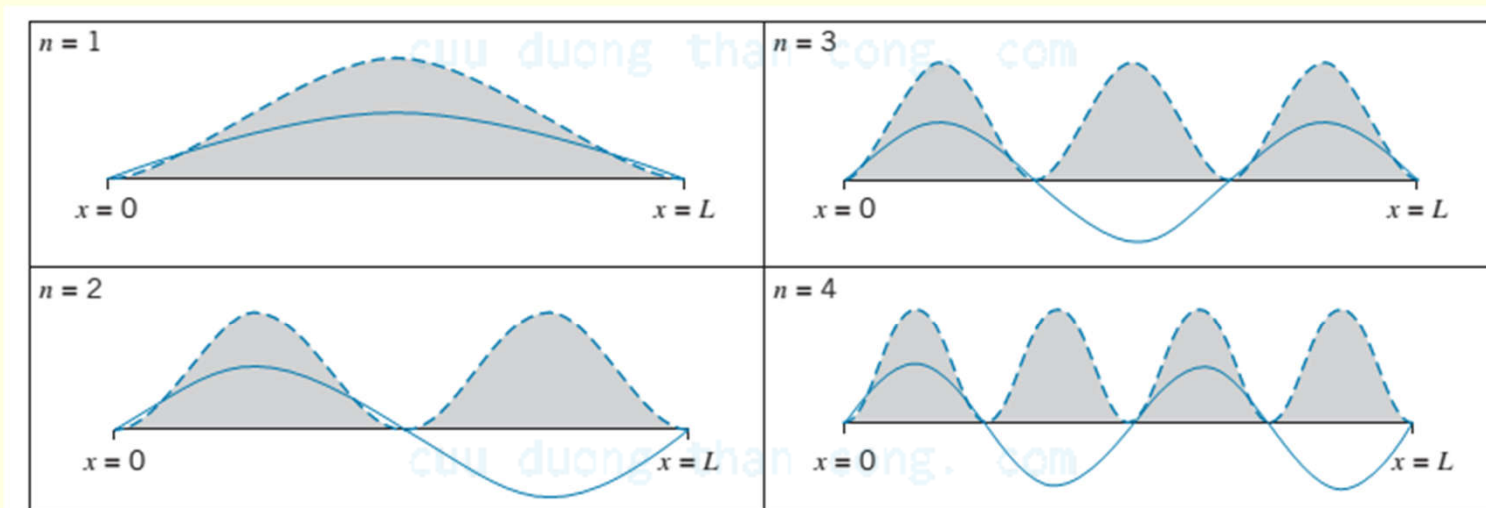 cuu duong than cong. com
n = 1
x = 0
x = L
n = 3
x = 0
x = L
n = 2
x = 0
x = L
n = 4
x = 0
x = L
cuu duong than cong. com